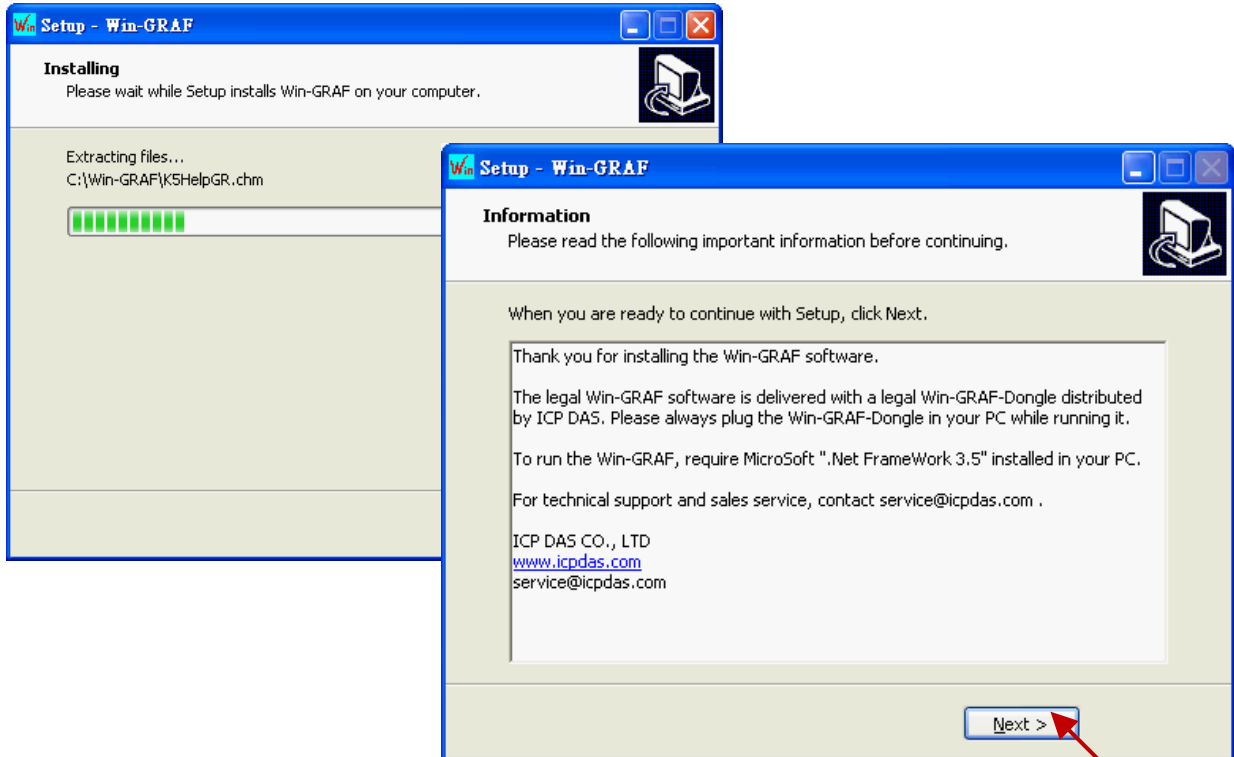 Win Setup - Win-GRAF
Installing
Please wait while Setup installs Win-GRAF on your computer.
Extracting files...
C:\Win-GRAF\K5HelpGR.chm
Win Setup - Win-GRAF
Information
Please read the following important information before continuing.
When you are ready to continue with Setup, click Next.
Thank you for installing the Win-GRAF software.
The legal Win-GRAF software is delivered with a legal Win-GRAF-Dongle distributed
by ICP DAS. Please always plug the Win-GRAF-Dongle in your PC while running it.
To run the Win-GRAF, require MicroSoft ".Net FrameWork 3.5" installed in your PC.
For technical support and sales service, contact service@icpdas.com .
ICP DAS CO., LTD
www.icpdas.com
service@icpdas.com
Next >